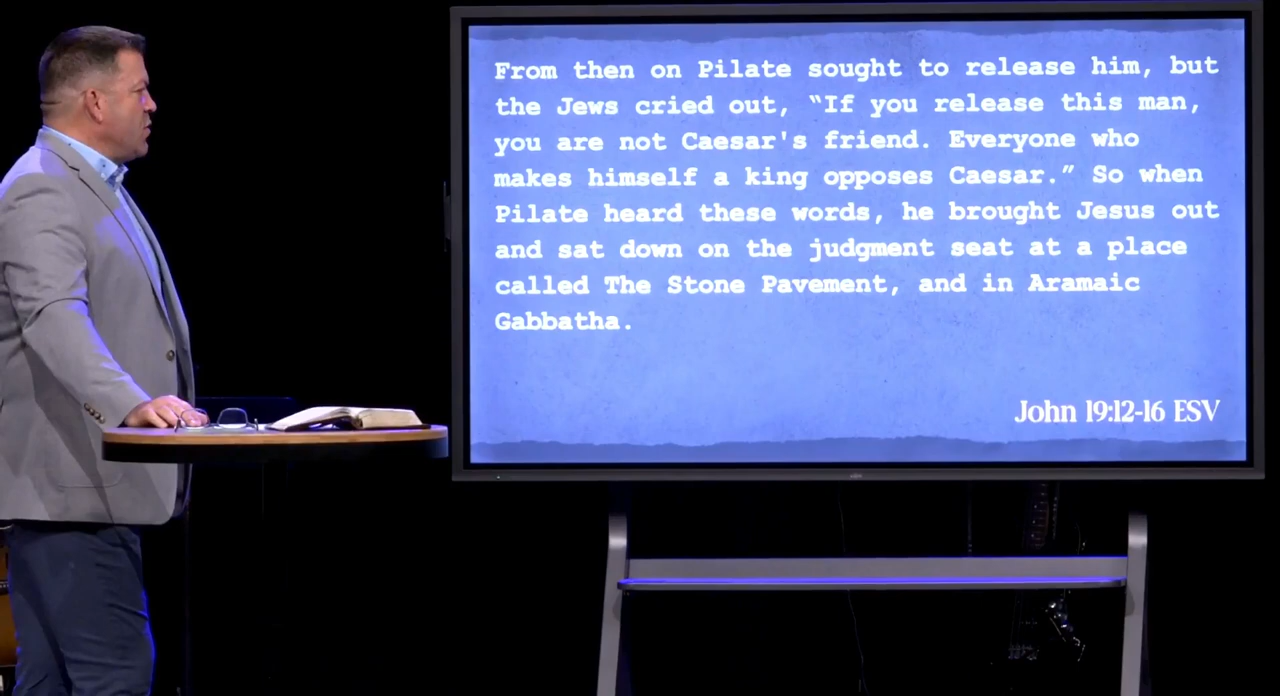 From then on Pilate sought to release him, but
the Jews cried out, “If you release this man,
you are not Caesar's friend. Everyone who
makes himself a king opposes Caesar.” So when
Pilate heard these words, he brought Jesus out
and sat down on the judgment seat at a place
called The Stone Pavement, and in Aramaic
Gabbatha.
John 19:12-16 ESV